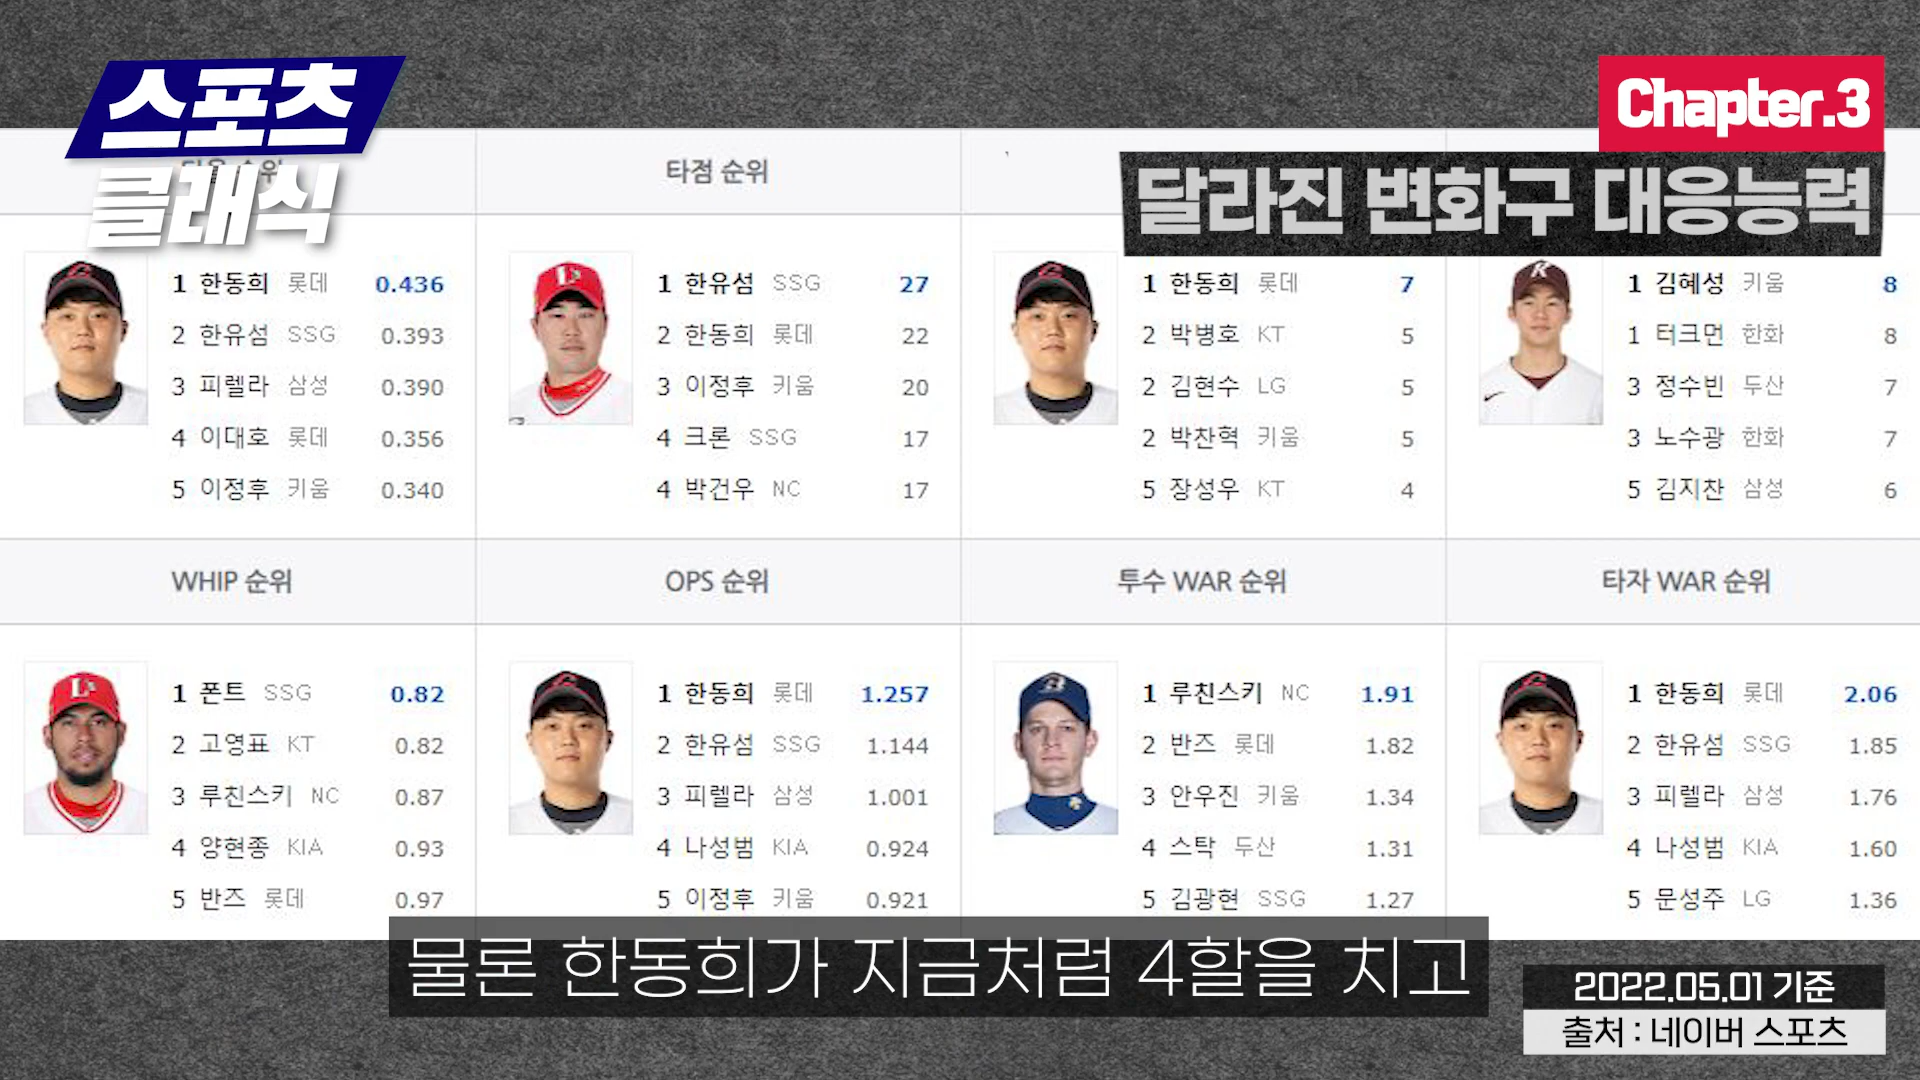 스포츠
클래식
Chapter.3
달라진 변화구 대응능력
타율 순위
1 한동희 롯데 0.436
2 한유섬 SSG 0.393
3 피렐라 삼성 0.390
4 이대호 롯데 0.356
5 이정후 키움 0.340
타점 순위
1 한유섬 SSG 27
2 한동희 롯데 22
3 이정후 키움 20
4 크론 SSG 17
4 박건우 NC 17
1 한동희 롯데 7
2 박병호 KT 5
2 김현수 LG 5
2 박찬혁 키움 5
5 장성우 KT 4
1 김혜성 키움 8
1 터크먼 한화 8
3 정수빈 두산 7
3 노수광 한화 7
5 김지찬 삼성 6
WHIP 순위
1 폰트 SSG 0.82
2 고영표 KT 0.82
3 루친스키 NC 0.87
4 양현종 KIA 0.93
5 반즈 롯데 0.97
OPS 순위
1 한동희 롯데 1.257
2 한유섬 SSG 1.144
3 피렐라 삼성 1.001
4 나성범 KIA 0.924
5 이정후 키움 0.921
투수 WAR 순위
1 루친스키 NC 1.91
2 반즈 롯데 1.82
3 안우진 키움 1.34
4 스탁 두산 1.31
5 김광현 SSG 1.27
타자 WAR 순위
1 한동희 롯데 2.06
2 한유섬 SSG 1.85
3 피렐라 삼성 1.76
4 나성범 KIA 1.60
5 문성주 LG 1.36
물론 한동희가 지금처럼 4할을 치고
2022.05.01 기준
출처 : 네이버 스포츠